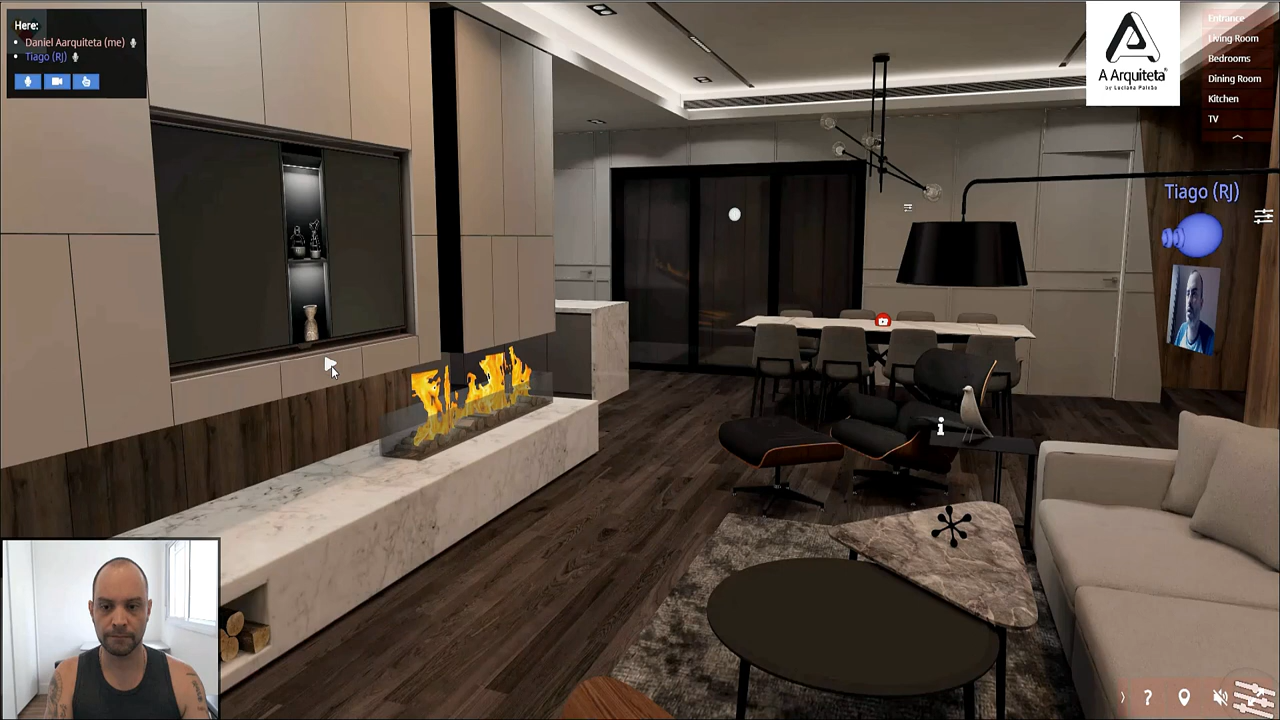 Here:
Daniel Aarquiteta (me)
Tiago (RJ)
A Arquiteta®
by Luciana Paixão
Entrance
Living Room
Bedrooms
Dining Room
Kitchen
TV
Tiago (RJ)
i
?